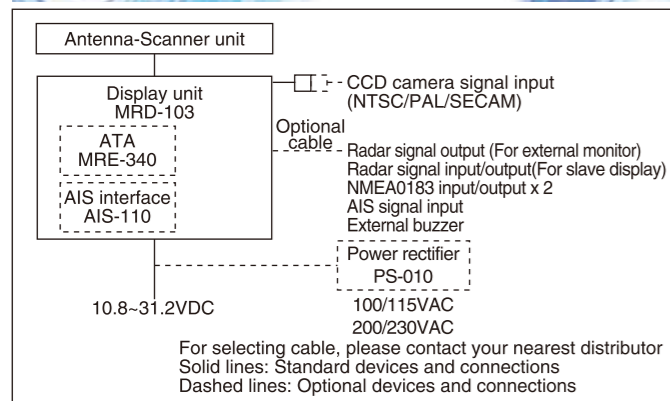 Antenna-Scanner unit
Display unit
MRD-103
ATA
MRE-340
AIS interface
AIS-110
CCD camera signal input
(NTSC/PAL/SECAM)
Optional
cable
Radar signal output (For external monitor)
Radar signal input/output(For slave display)
NMEA0183 input/output x 2
AIS signal input
External buzzer
Power rectifier
PS-010
10.8~31.2VDC
100/115VAC
200/230VAC
For selecting cable, please contact your nearest distributor
Solid lines: Standard devices and connections
Dashed lines: Optional devices and connections